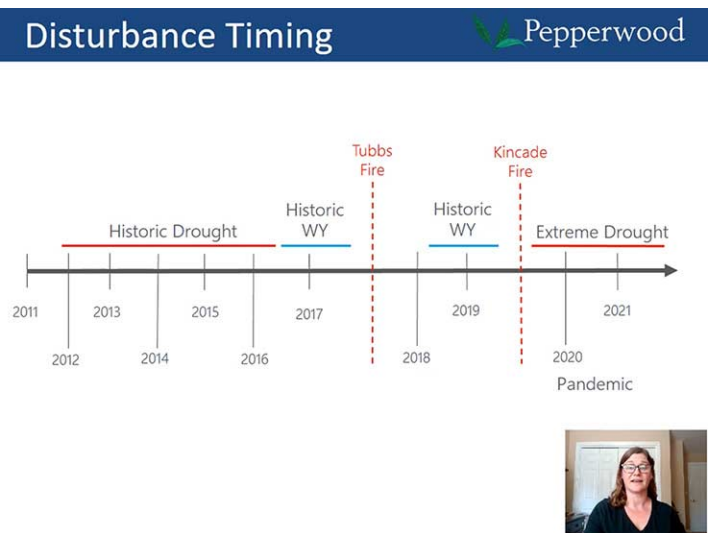 Disturbance Timing
Pepperwood
Tubbs
Fire
Kincade
Fire
Historic Drought
Historic
WY
Historic
WY
Extreme Drought
2011
2013
2015
2017
2019
2021
2012
2014
2016
2018
2020
Pandemic